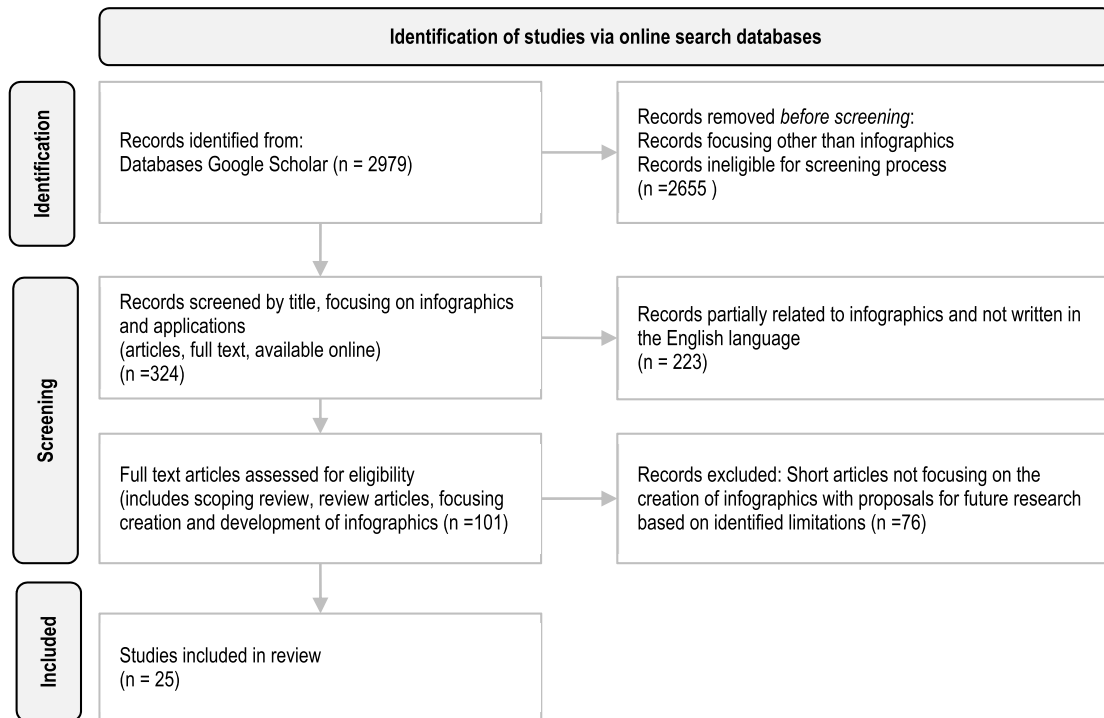 Identification of studies via online search databases
Identification
Records identified from:
Databases Google Scholar (n = 2979)
Records removed before screening:
Records focusing other than infographics
Records ineligible for screening process
(n =2655 )
Screening
Records screened by title, focusing on infographics
and applications
(articles, full text, available online)
(n =324)
Records partially related to infographics and not written in
the English language
(n = 223)
Full text articles assessed for eligibility
(includes scoping review, review articles, focusing
creation and development of infographics (n =101)
Records excluded: Short articles not focusing on the
creation of infographics with proposals for future research
based on identified limitations (n =76)
Included
Studies included in review
(n = 25)